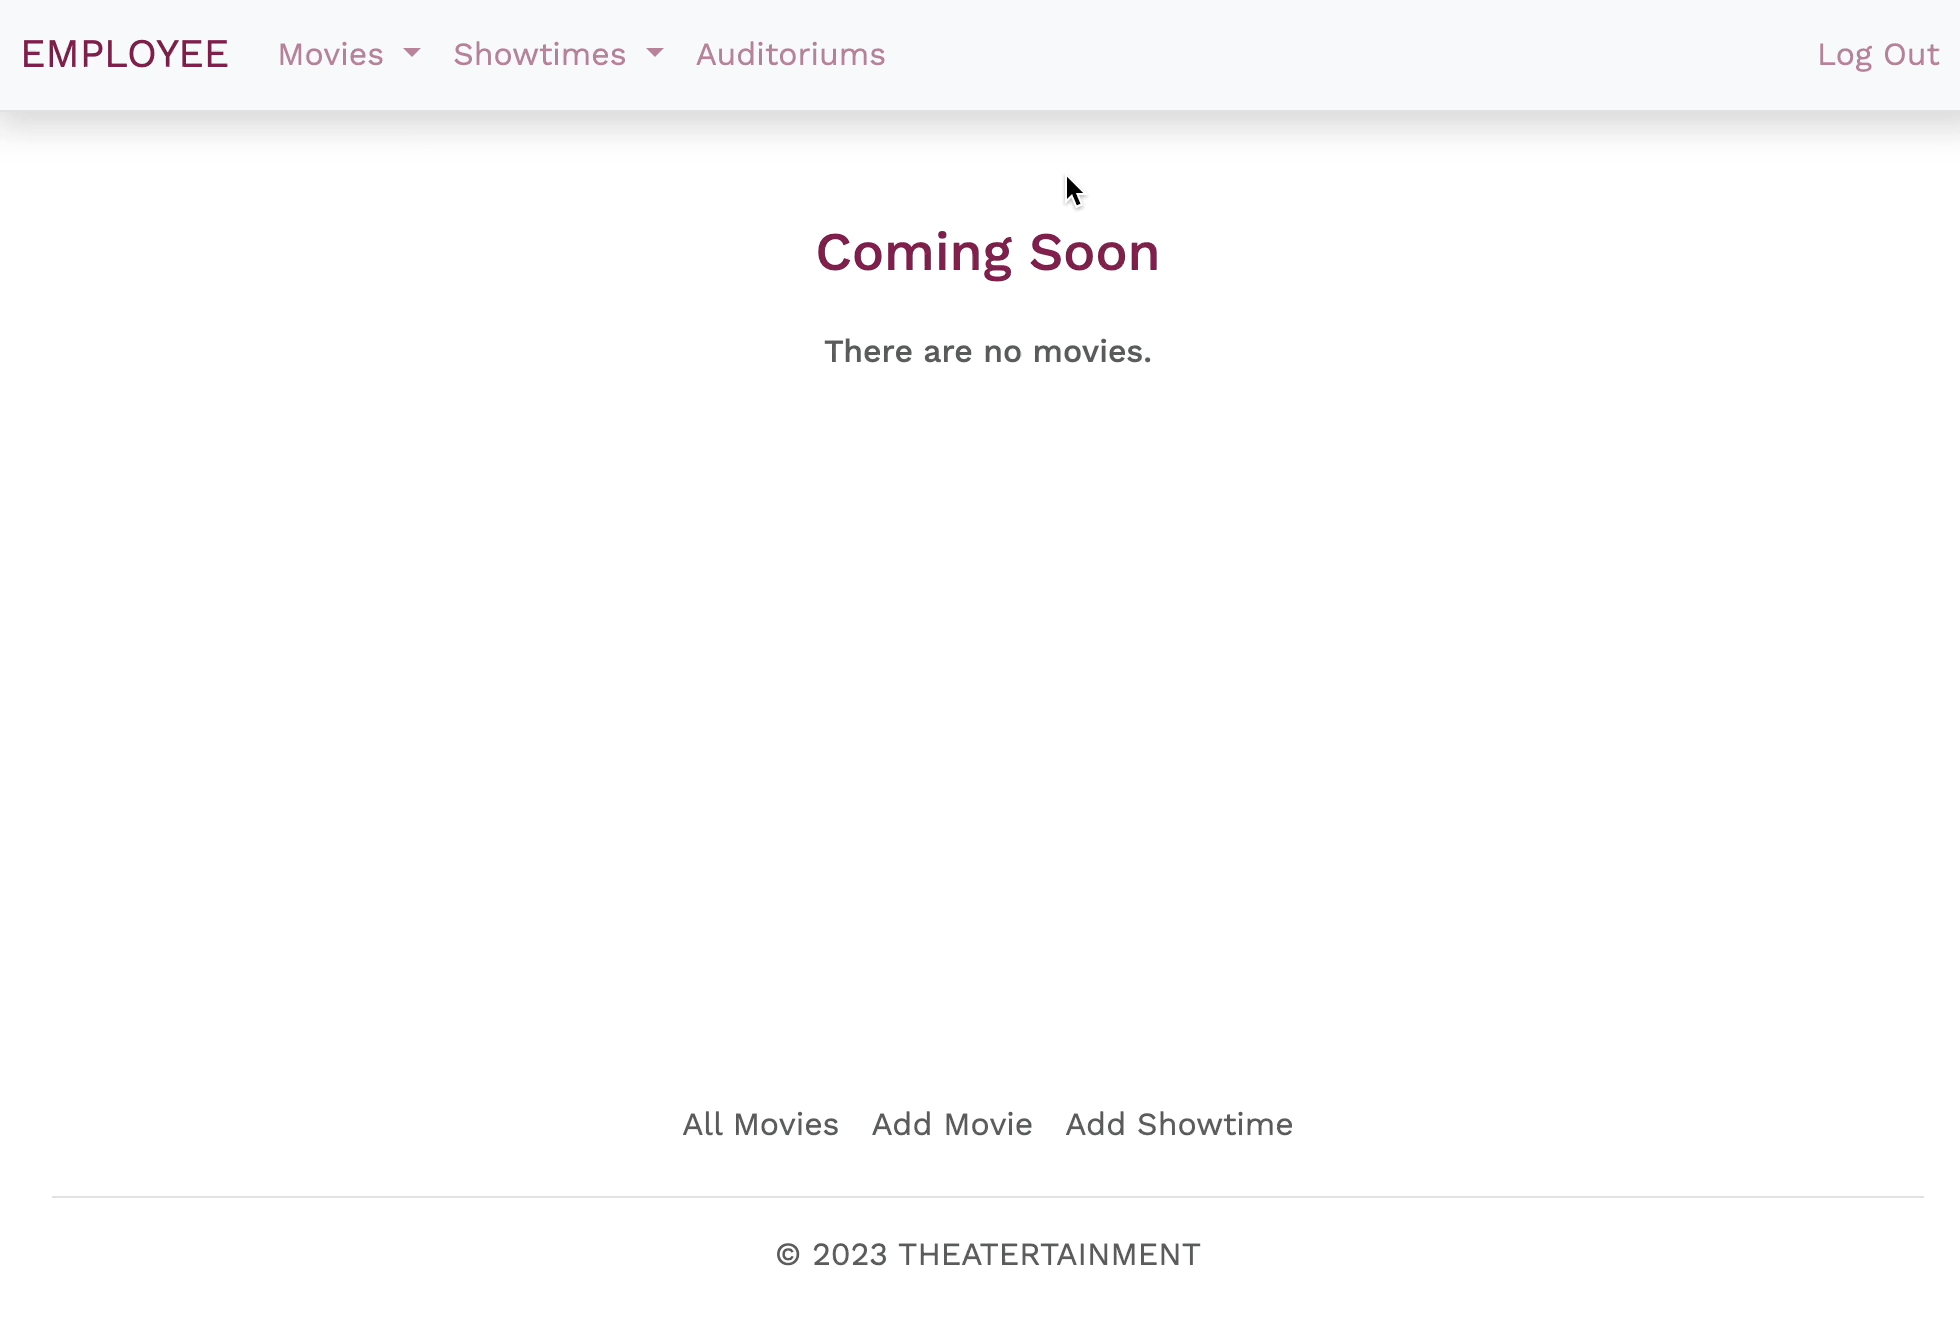 EMPLOYEE Movies Showtimes Auditoriums Log Out
Coming Soon
There are no movies.
All Movies Add Movie Add Showtime
© 2023 THEATERTAINMENT